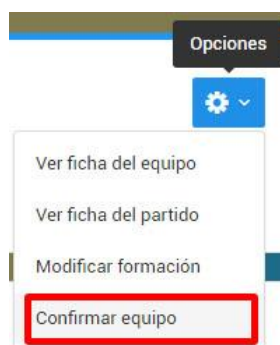 Opciones
Ver ficha del equipo
Ver ficha del partido
Modificar formación
Confirmar equipo